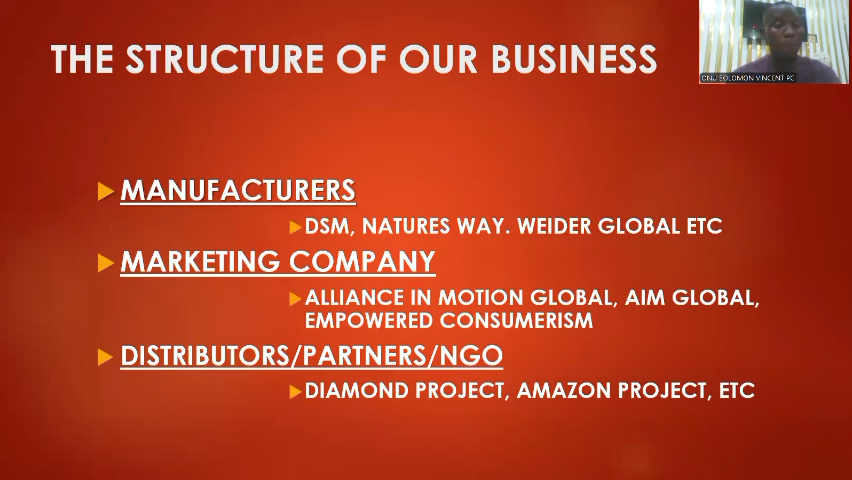 THE STRUCTURE OF OUR BUSINESS
ONU SOLOMON VINCENT PC
MANUFACTURERS
DSM, NATURES WAY. WEIDER GLOBAL ETC
MARKETING COMPANY
ALLIANCE IN MOTION GLOBAL, AIM GLOBAL,
EMPOWERED CONSUMERISM
DISTRIBUTORS/PARTNERS/NGO
DIAMOND PROJECT, AMAZON PROJECT, ETC